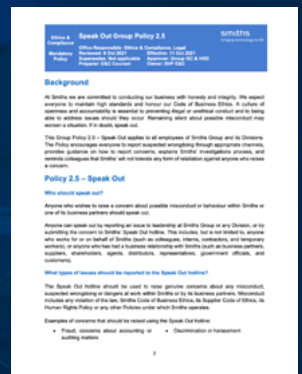 Ethics &
Compliance
Mandatory
Policy
Speak Out Group Policy 2.5
Office Responsible: Ethics & Compliance, Legal
Reviewed: 8 Oct 2021 Effective: 11 Oct 2021
Supersedes: Not applicable Approver: Group GC & HRD
Preparer: E&C Counsel Owner: SVP E&C
smiths
bringing technology to life
Background
At Smiths we are committed to conducting our business with honesty and integrity. We expect
everyone to maintain high standards and honour our Code of Business Ethics. A culture of
openness and accountability is essential to preventing illegal or unethical conduct and to being
able to address issues should they occur. Remaining silent about possible misconduct may
worsen a situation. If in doubt, speak out.
This Group Policy 2.5 – Speak Out applies to all employees of Smiths Group and its Divisions.
The Policy encourages everyone to report suspected wrongdoing through appropriate channels,
provides guidance on how to report concerns, explains Smiths' investigations process, and
reminds colleagues that Smiths' will not tolerate any form of retaliation against anyone who raises
a concern.
Policy 2.5 – Speak Out
Who should speak out?
Anyone who wishes to raise a concern about possible misconduct or behaviour within Smiths or
one of its business partners should speak out.
Anyone can speak out by reporting an issue to leadership at Smiths Group or any Division, or by
submitting the concern to Smiths' Speak Out hotline. This includes, but is not limited to, anyone
who works for or on behalf of Smiths (such as colleagues, interns, contractors, and temporary
workers), or anyone who has had a business relationship with Smiths (such as business partners,
suppliers, shareholders, agents, distributors, representatives, government officials, and
customers).
What types of issues should be reported to the Speak Out hotline?
The Speak Out hotline should be used to raise genuine concerns about any misconduct,
suspected wrongdoing or dangers at work within Smiths or by its business partners. Misconduct
includes any violation of the law, Smiths Code of Business Ethics, its Supplier Code of Ethics, its
Human Rights Policy or any other Policies under which Smiths operates.
Examples of concerns that should be raised using the Speak Out hotline:
• Fraud, concerns about accounting or
auditing matters
• Discrimination or harassment
2